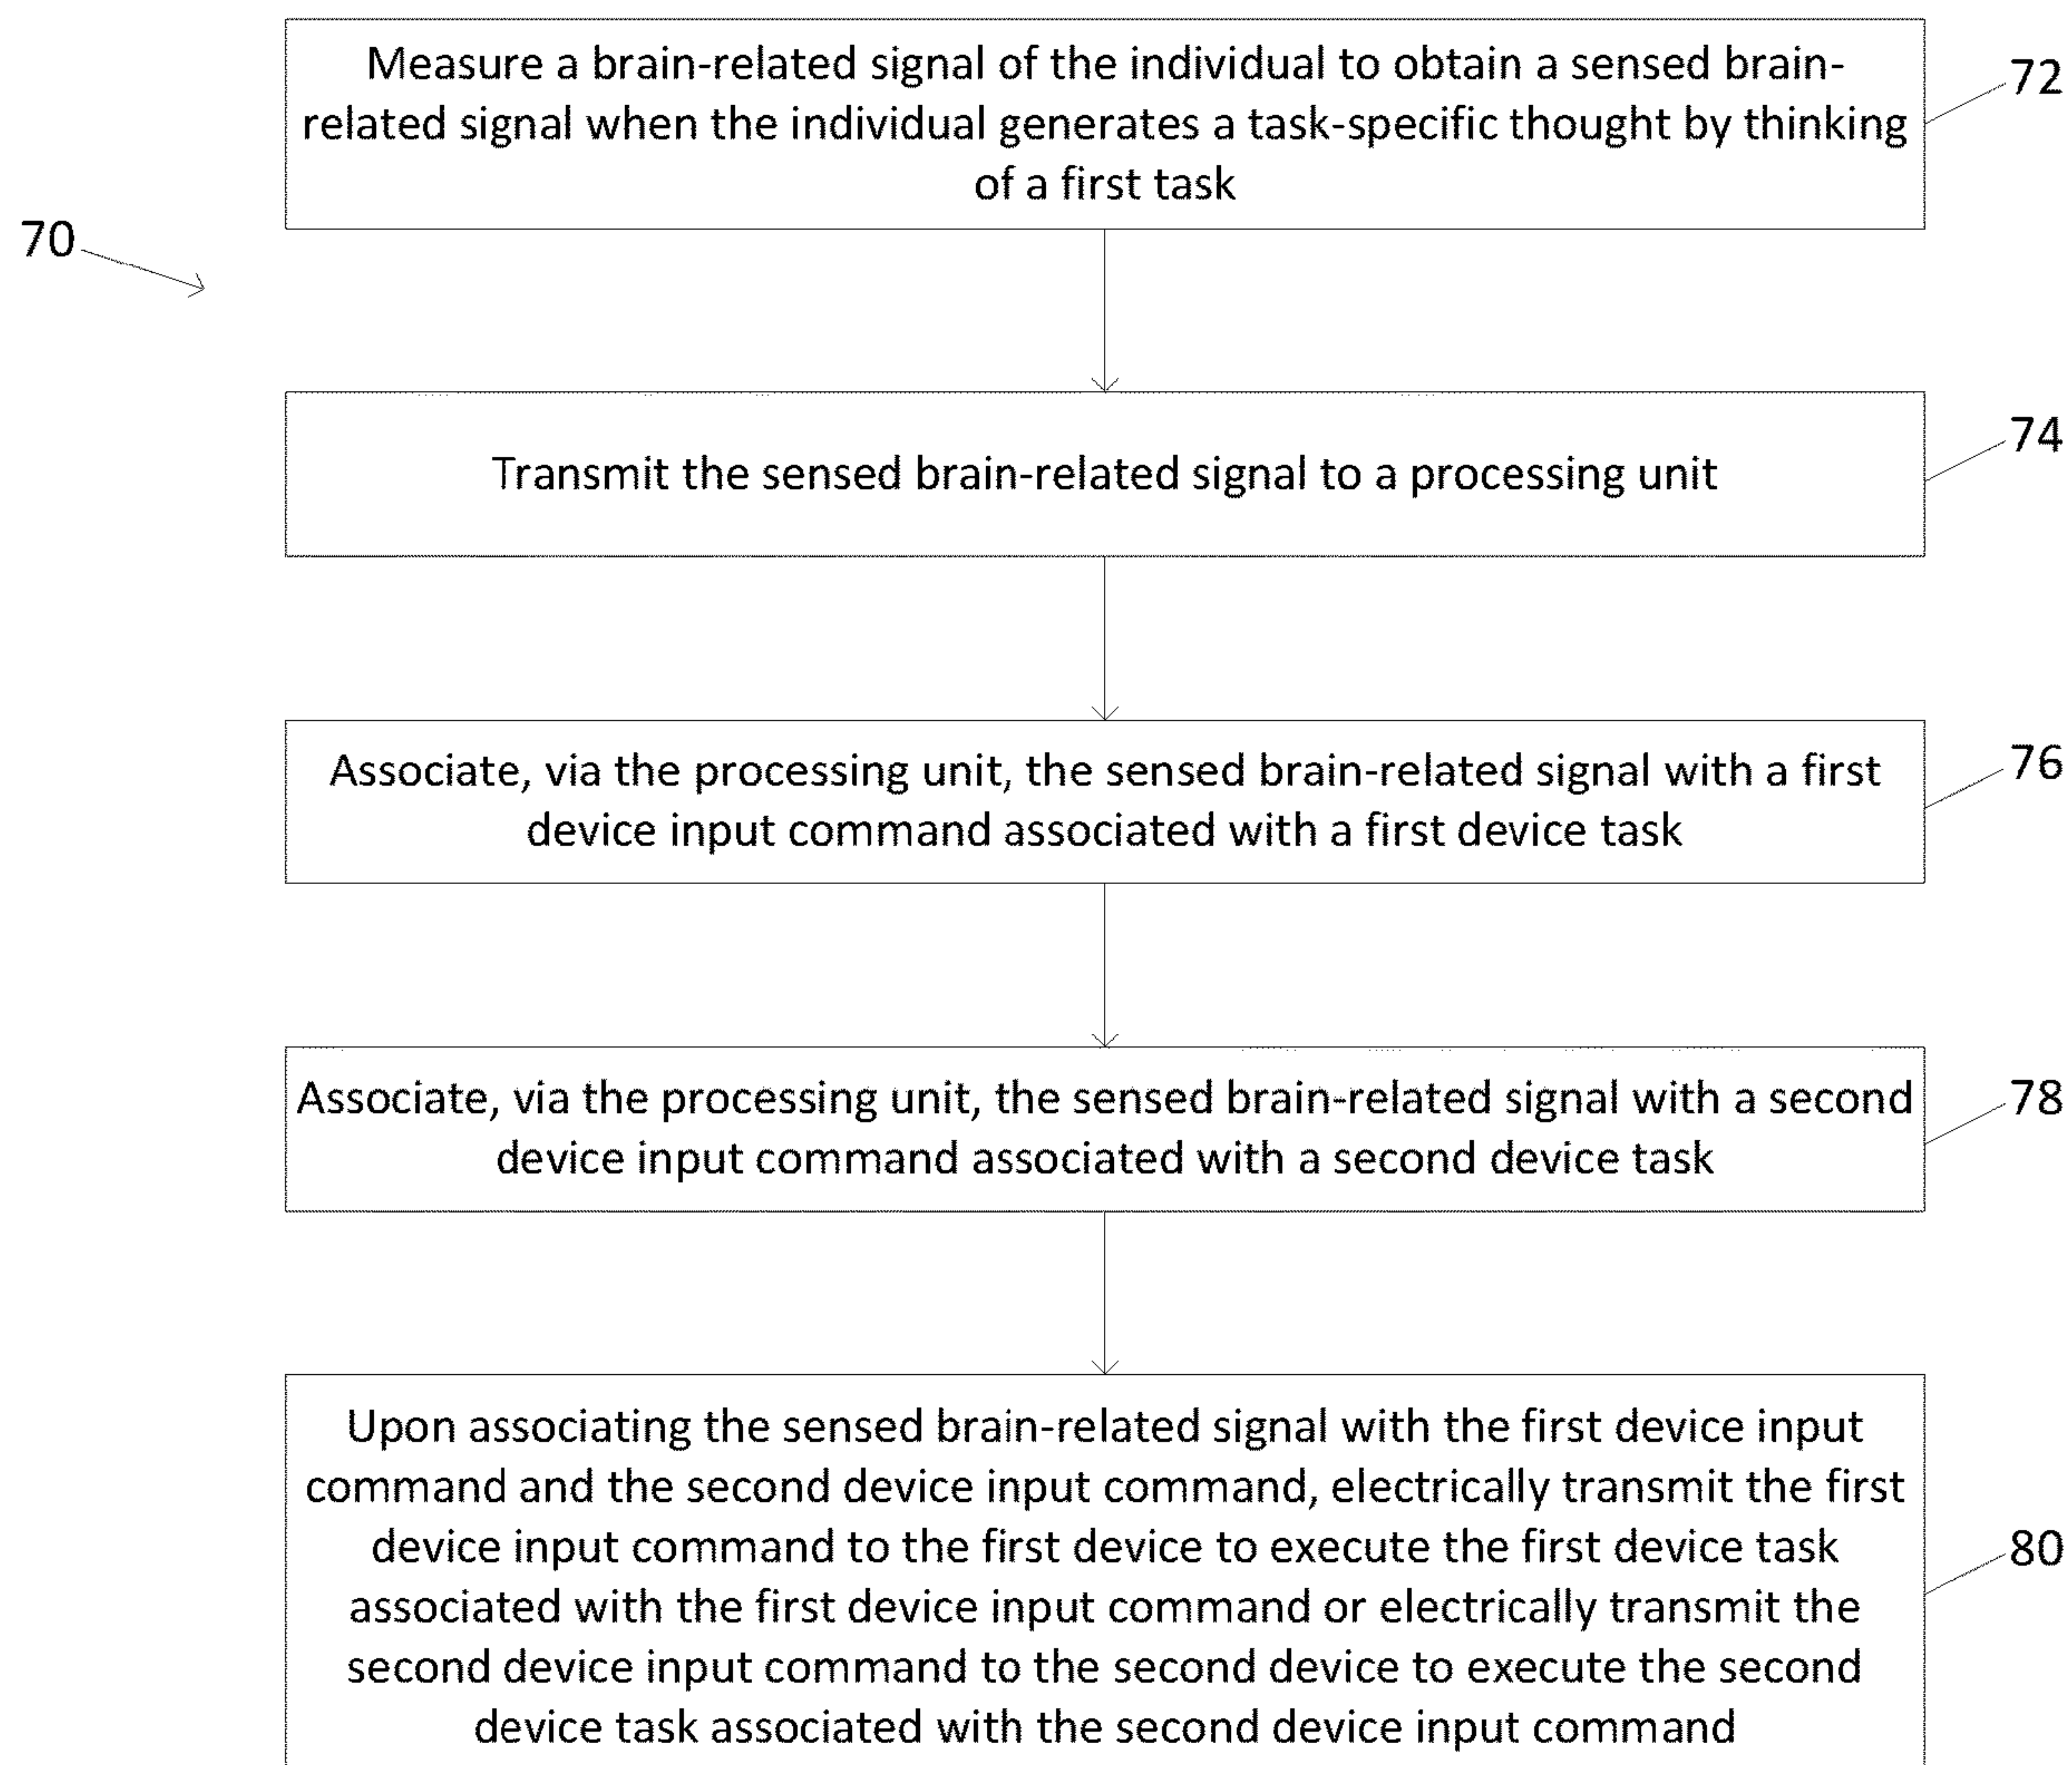 Measure a brain-related signal of the individual to obtain a sensed brain-
related signal when the individual generates a task-specific thought by thinking
of a first task
72
70
Transmit the sensed brain-related signal to a processing unit
74
Associate, via the processing unit, the sensed brain-related signal with a first
device input command associated with a first device task
76
Associate, via the processing unit, the sensed brain-related signal with a second
device input command associated with a second device task
78
Upon associating the sensed brain-related signal with the first device input
command and the second device input command, electrically transmit the first
device input command to the first device to execute the first device task
associated with the first device input command or electrically transmit the
second device input command to the second device to execute the second
device task associated with the second device input command
80